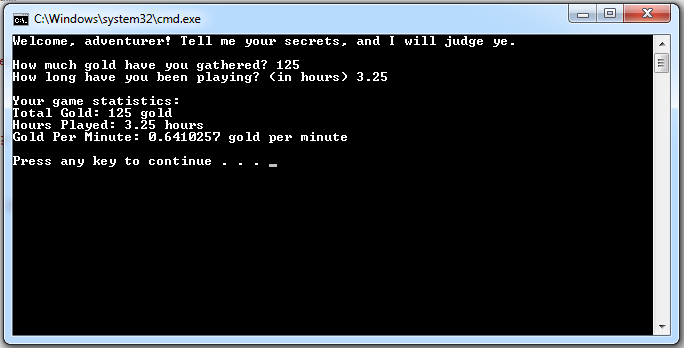 C:\Windows\system32\cmd.exe
Welcome, adventurer! Tell me your secrets, and I will judge ye.
How much gold have you gathered? 125
How long have you been playing? (in hours) 3.25
Your game statistics:
Total Gold: 125 gold
Hours Played: 3.25 hours
Gold Per Minute: 0.6410257 gold per minute
Press any key to continue . . . _